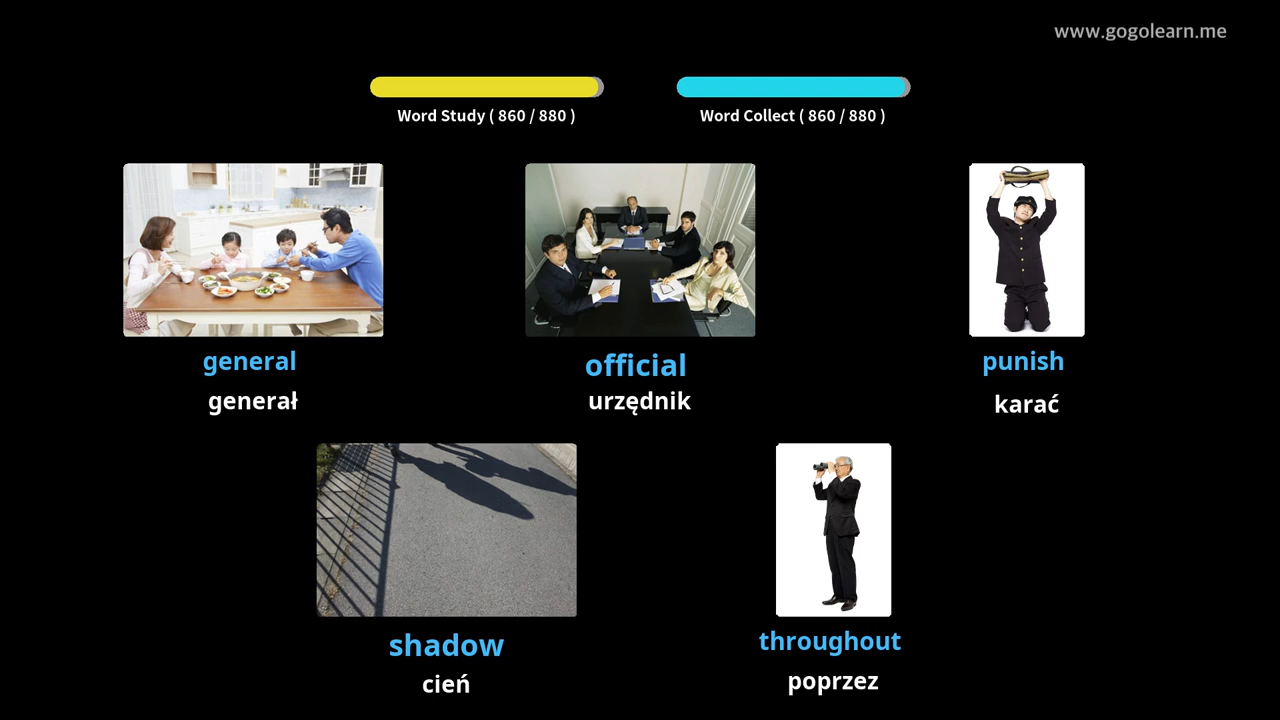 www.gogolearn.me
Word Study ( 860 / 880 )
Word Collect ( 860 / 880 )
general
generał
official
urzędnik
punish
karać
shadow
cień
throughout
poprzez